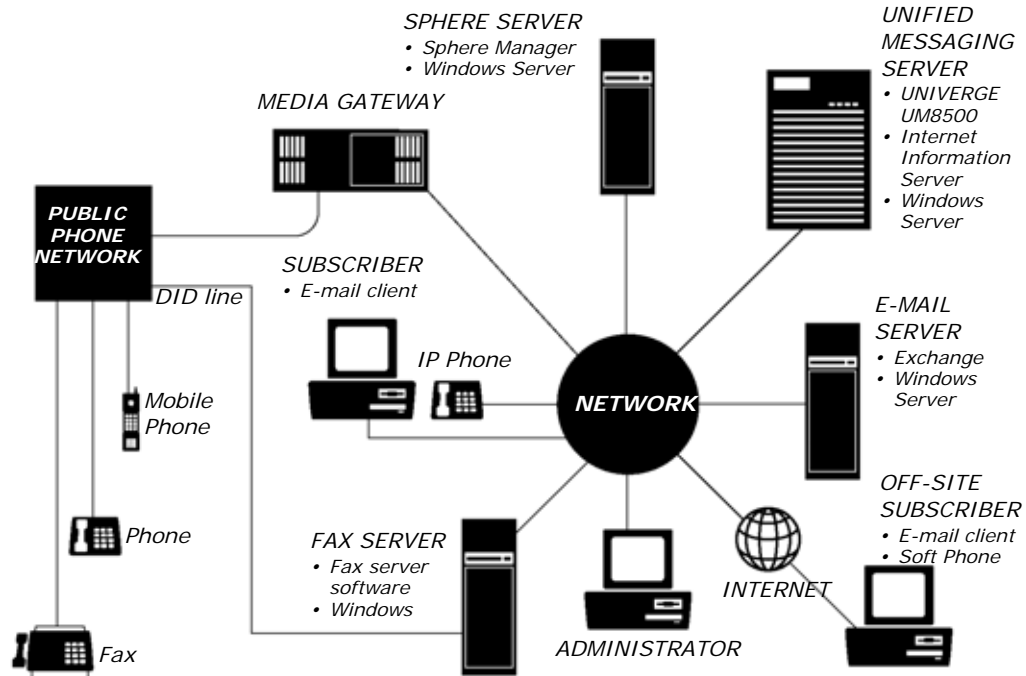 SPHERE SERVER
• Sphere Manager
• Windows Server
UNIFIED
MESSAGING
SERVER
• UNIVERGE
UM8500
• Internet
Information
Server
• Windows
Server
MEDIA GATEWAY
PUBLIC
PHONE
NETWORK
DID line
SUBSCRIBER
• E-mail client
IP Phone
NETWORK
E-MAIL
SERVER
• Exchange
• Windows
Server
Mobile
Phone
Phone
Fax
FAX SERVER
• Fax server
software
• Windows
ADMINISTRATOR
INTERNET
OFF-SITE
SUBSCRIBER
• E-mail client
• Soft Phone